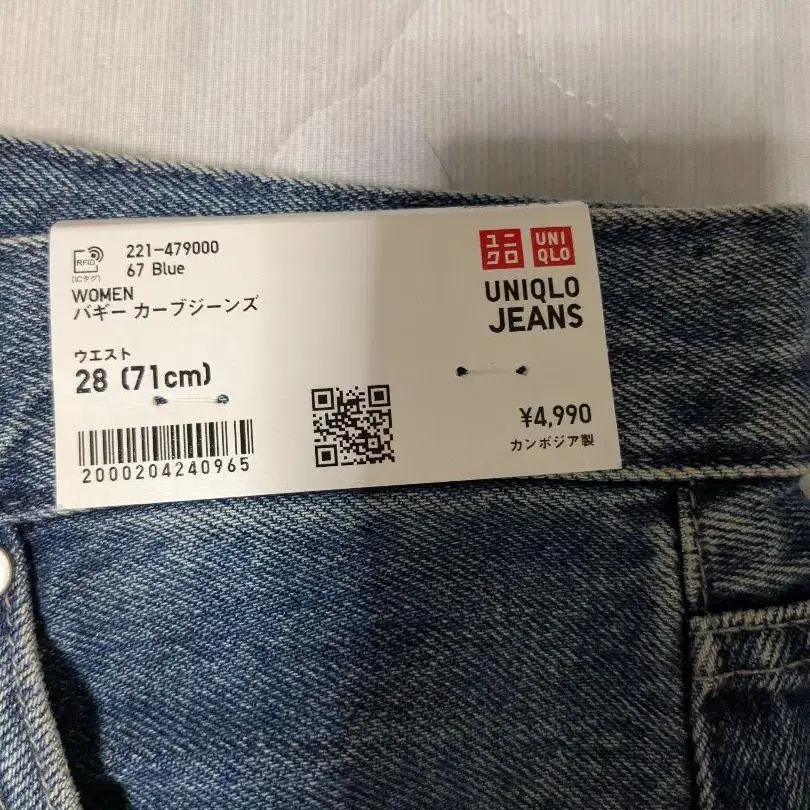 RFID
(ICタグ)
221-479000
67 Blue
WOMEN
バギー カーブジーンズ
ウエスト
28 (71cm)
2000204240965
ユニ
クロ
UNI
QLO
UNIQLO
JEANS
¥4,990
カンボジア製